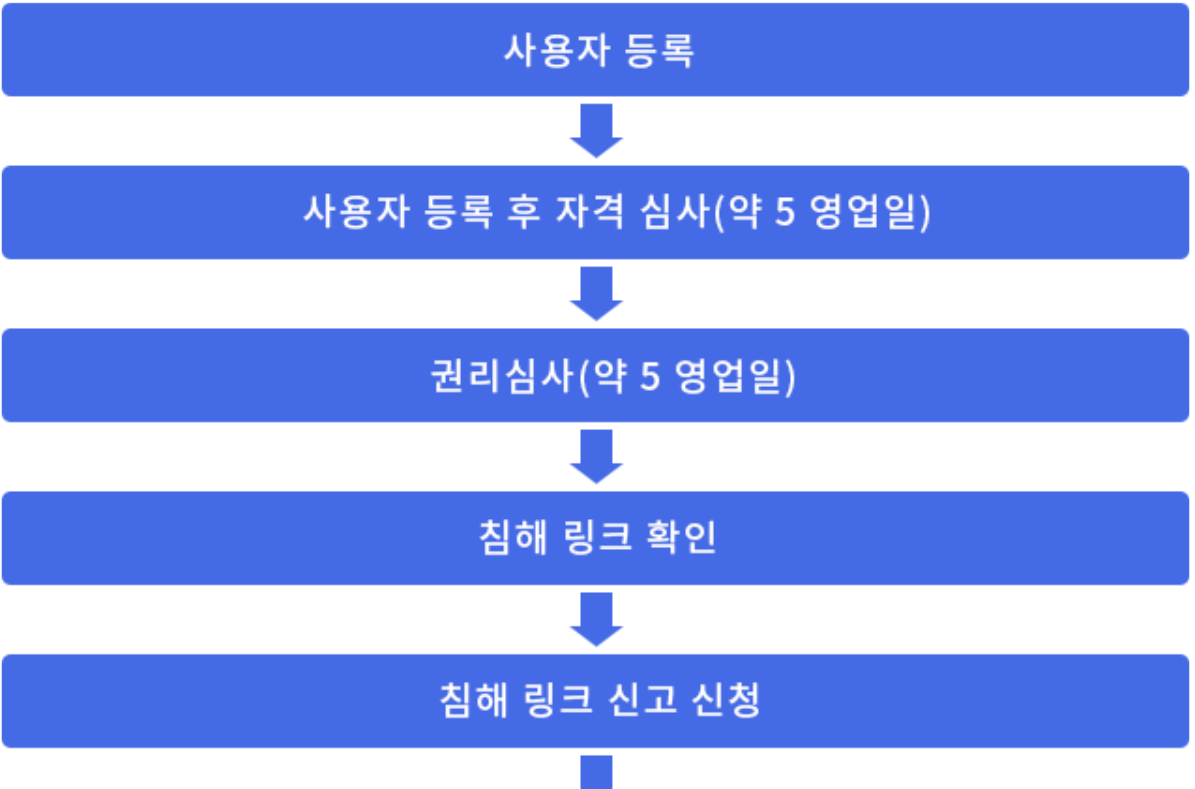 사용자 등록
사용자 등록 후 자격 심사(약 5 영업일)
권리심사(약 5 영업일)
침해 링크 확인
침해 링크 신고 신청